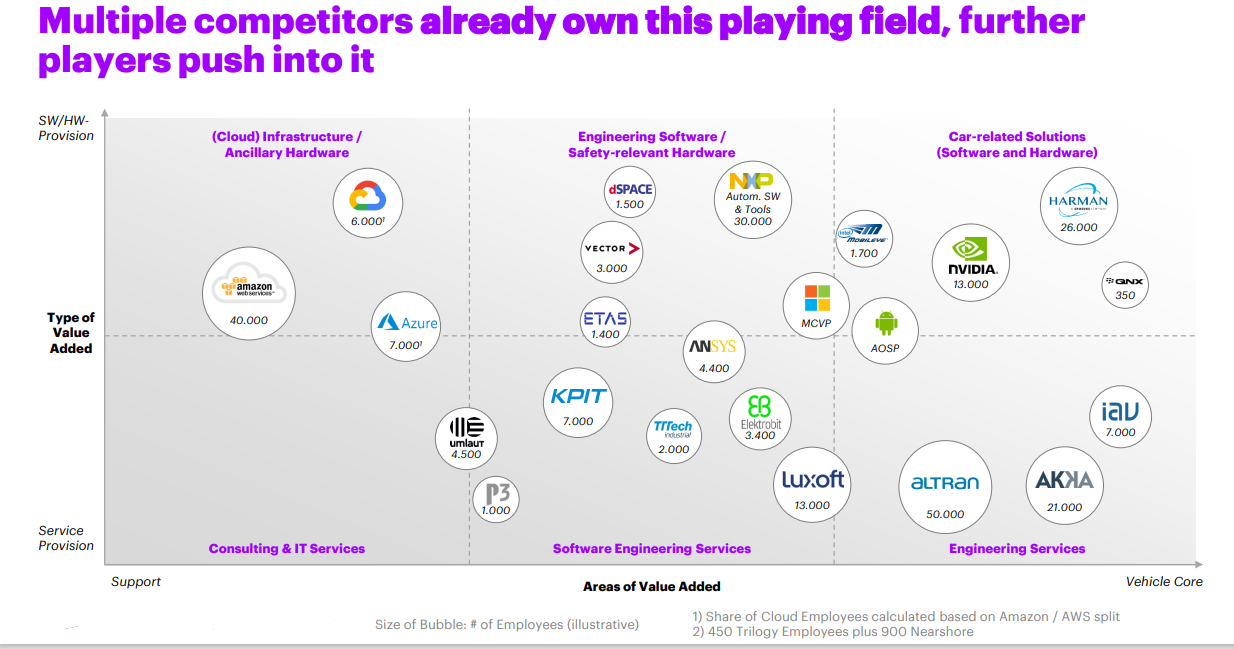 Multiple competitors already own this playing field, further
players push into it
SW/HW-
Provision
(Cloud) Infrastructure /
Ancillary Hardware
Engineering Software /
Safety-relevant Hardware
Car-related Solutions
(Software and Hardware)
6.000¹
amazon
webservices™
40.000
Azure
7.000¹
dSPACE
1.500
NXP
Autom. SW
& Tools
30.000
VECTOR
3.000
ETAS
1.400
MCVP
intel
MOBILEYE
1.700
NVIDIA.
13.000
HARMAN
26.000
QNX
350
AOSP
Type of
Value
Added
ANSYS
4.400
KPIT
7.000
TTTech
Industrial
2.000
EB
Elektrobit
3.400
umlaut
4.500
P3
1.000
Luxoft
13.000
ALTRAN
50.000
AKKA
21.000
iav
7.000
Service
Provision
Consulting & IT Services
Software Engineering Services
Engineering Services
Support
Areas of Value Added
Vehicle Core
Size of Bubble: # of Employees (illustrative)
1) Share of Cloud Employees calculated based on Amazon / AWS split
2) 450 Trilogy Employees plus 900 Nearshore